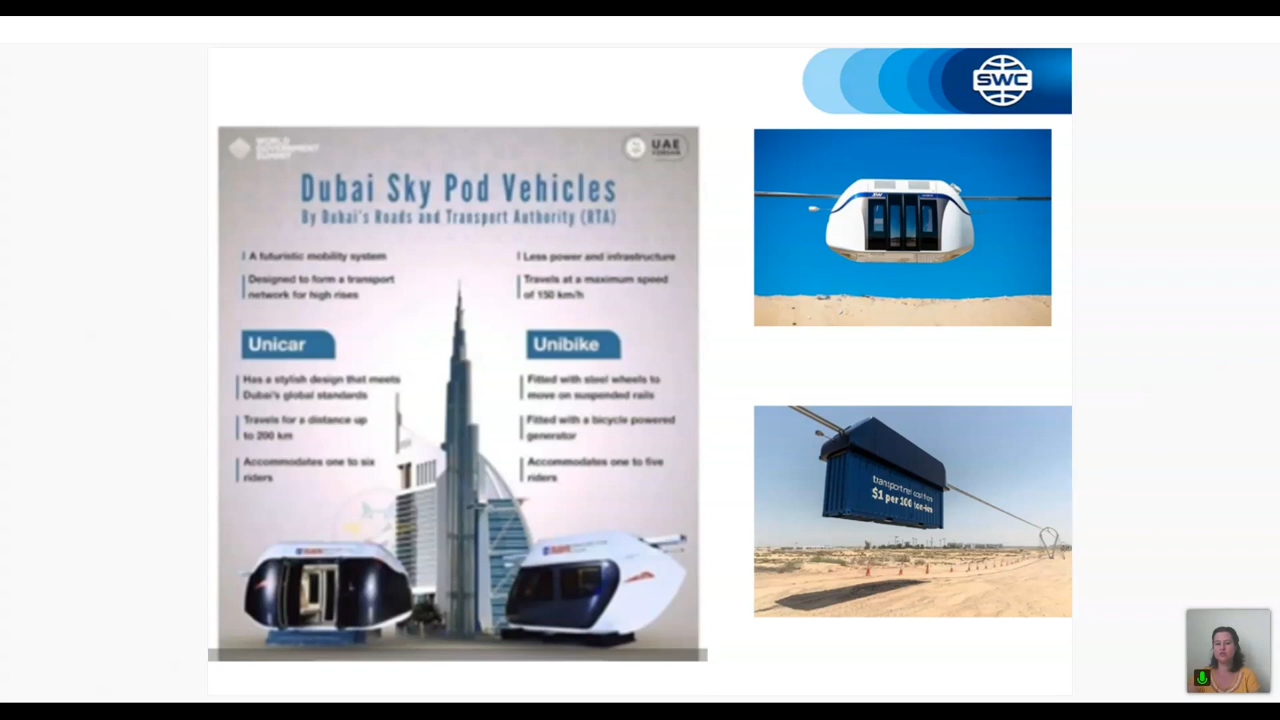 SWC
WORLD
GOVERNMENT
SUMMIT
UAE
Dubai Sky Pod Vehicles
By Dubai's Roads and Transport Authority (RTA)
A futuristic mobility system
Designed to form a transport
network for high rises
Less power and infrastructure
Travels at a maximum speed
of 150 km/h
Unicar
Has a stylish design that meets
Dubai's global standards
Travels for a distance up
to 200 km
Accommodates one to six
riders
Unibike
Fitted with steel wheels to
move on suspended rails
Fitted with a bicycle powered
generator
Accommodates one to five
riders
transport net cost from
$1 per 100 ton-km